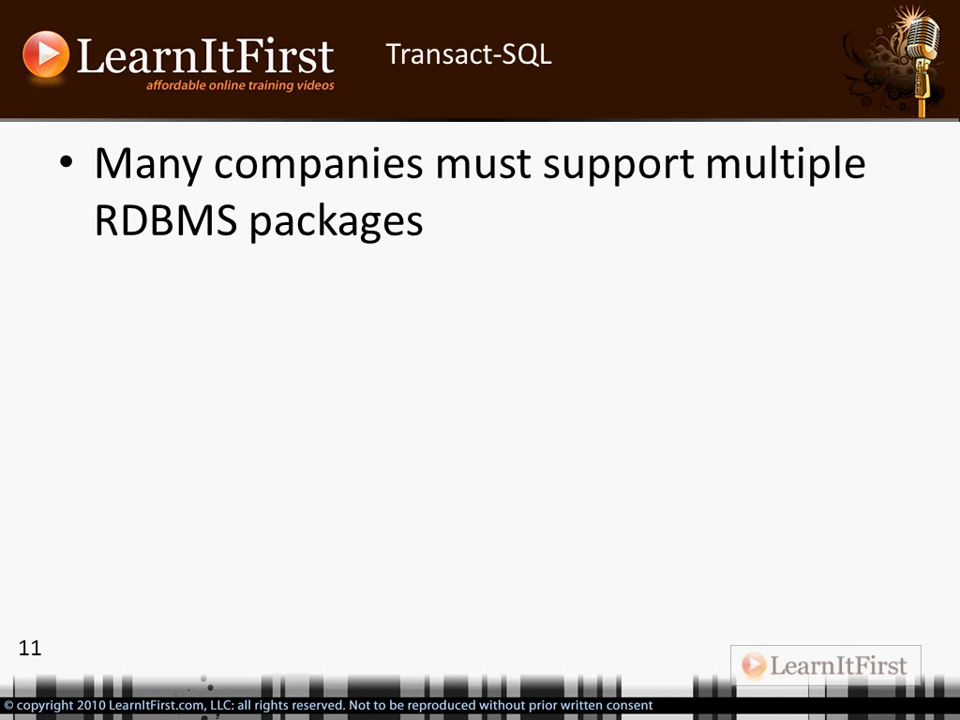 LearnItFirst
affordable online training videos
Transact-SQL
• Many companies must support multiple
RDBMS packages
11
LearnItFirst
© copyright 2010 LearnItFirst.com, LLC: all rights reserved. Not to be reproduced without prior written consent